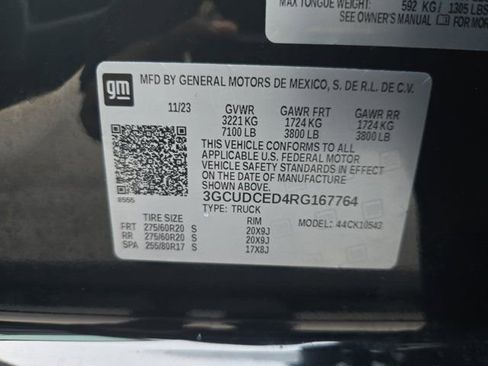 MAX TONGUE WEIGHT: 592 KG/ 1305 LBS
SEE OWNER'S MANUAL FOR MOR
gm
MFD BY GENERAL MOTORS DE MEXICO, S. DE R.L. DE C.V.
11/23 GVWR GAWR FRT GAWR RR
3221 KG 1724 KG 1724 KG
7100 LB 3800 LB 3800 LB
THIS VEHICLE CONFORMS TO ALL
APPLICABLE U.S. FEDERAL MOTOR
VEHICLE SAFETY STANDARDS IN EFFECT
ON THE DATE OF MANUFACTURE
SHOWN ABOVE.
8555 3GCUDCED4RG167764
TYPE: TRUCK
TIRE SIZE RIM MODEL: 44CK10543
FRT 275/60R20 S 20X9J
RR 275/60R20 S 20X9J
SPA 255/80R17 S 17X8J